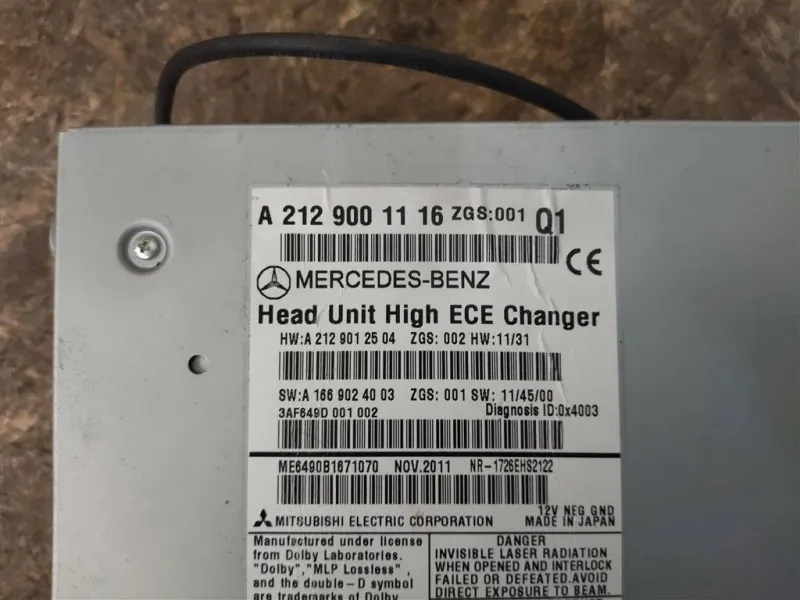 A 212 900 11 16 ZGS:001 Q1
CE
MERCEDES-BENZ
Head Unit High ECE Changer
HW:A 212 901 25 04 ZGS: 002 HW:11/31
SW:A 166 902 40 03 ZGS: 001 SW: 11/45/00
3AF649D 001 002 Diagnosis ID:0x4003
ME6490B1671070 NOV.2011 NR-1726EHS2122
12V NEG GND
MITSUBISHI ELECTRIC CORPORATION MADE IN JAPAN
Manufactured under license
from Dolby Laboratories.
"Dolby","MLP Lossless",
and the double-D symbol
are trademarks of Dolby
DANGER
INVISIBLE LASER RADIATION
WHEN OPENED AND INTERLOCK
FAILED OR DEFEATED.AVOID
DIRECT EXPOSURE TO BEAM.